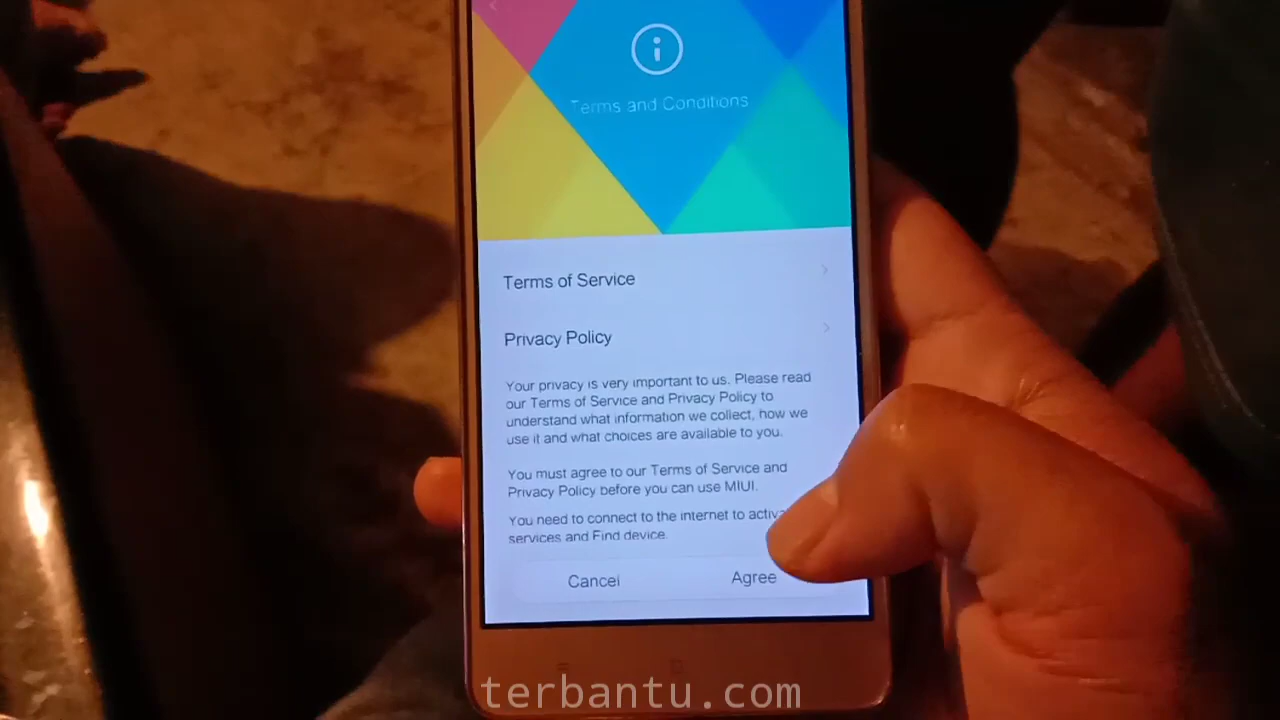 Terms and Conditions
Terms of Service
Privacy Policy
Your privacy is very important to us. Please read
our Terms of Service and Privacy Policy to
understand what information we collect, how we
use it and what choices are available to you.
You must agree to our Terms of Service and
Privacy Policy before you can use MIUI.
You need to connect to the internet to
services and Find device.
Cancel Agree
terbantu.com